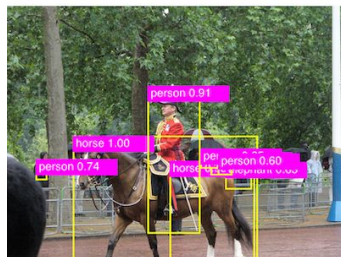 person 0.91
horse 1.00
person 0.60
person 0.74
horse
elephant 0.63